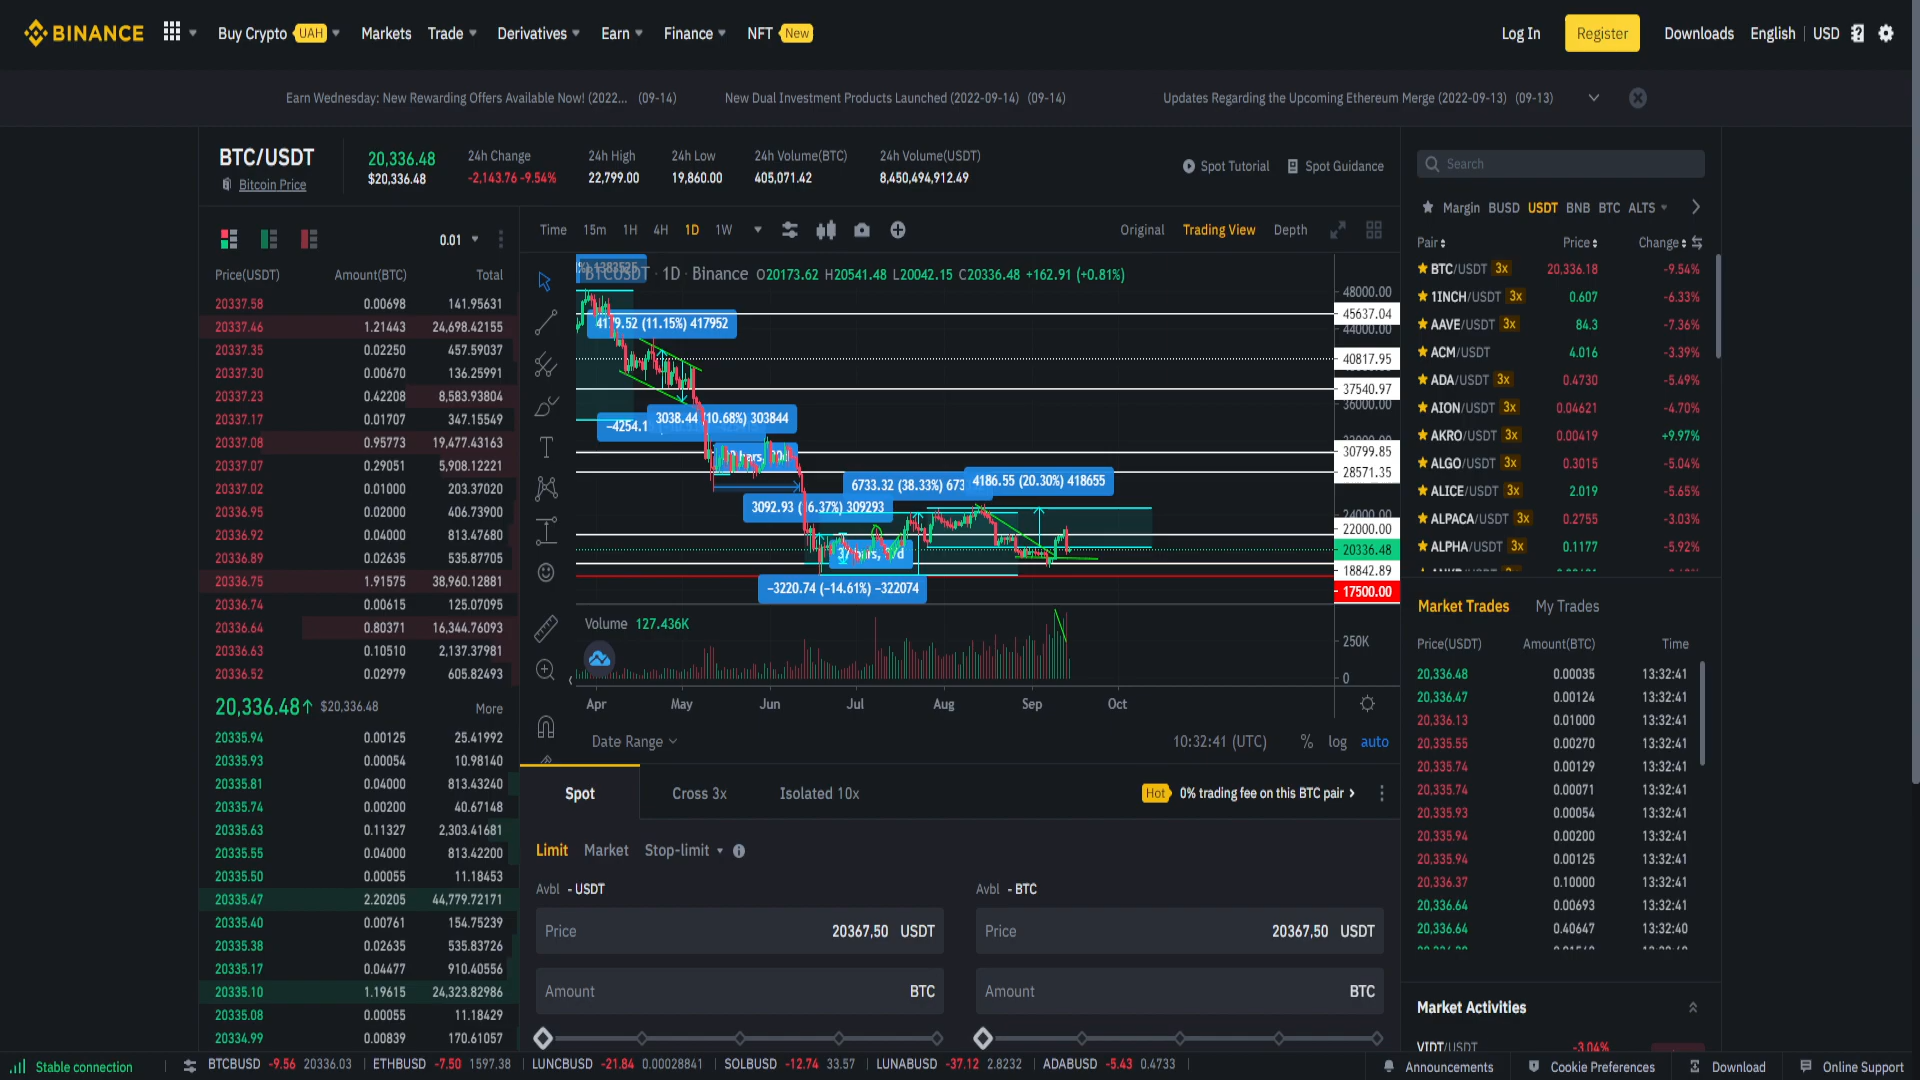 BINANCE
Buy Crypto UAH Markets Trade Derivatives Earn Finance NFT New
Log In Register Downloads English USD
Earn Wednesday: New Rewarding Offers Available Now! (2022... (09-14)
New Dual Investment Products Launched (2022-09-14) (09-14)
Updates Regarding the Upcoming Ethereum Merge (2022-09-13) (09-13)
BTC/USDT
Bitcoin Price
20,336.48
$20,336.48
24h Change
-2,143.76 -9.54%
24h High
22,799.00
24h Low
19,860.00
24h Volume(BTC)
405,071.42
24h Volume(USDT)
8,450,494,912.49
Spot Tutorial
Spot Guidance
0.01
Price(USDT) Amount(BTC) Total
20337.58 0.00698 141.95631
20337.46 1.21443 24,698.42155
20337.35 0.02250 457.59037
20337.30 0.00670 136.25991
20337.23 0.42208 8,583.93804
20337.17 0.01707 347.15549
20337.08 0.95773 19,477.43163
20337.07 0.29051 5,908.12221
20337.02 0.01000 203.37020
20336.95 0.02000 406.73900
20336.92 0.04000 813.47680
20336.89 0.02635 535.87705
20336.75 1.91575 38,960.12881
20336.74 0.00615 125.07095
20336.64 0.80371 16,344.76093
20336.63 0.10510 2,137.37981
20336.52 0.02979 605.82493
20,336.48↑ $20,336.48 More
20335.94 0.00125 25.41992
20335.93 0.00054 10.98140
20335.81 0.04000 813.43240
20335.74 0.00200 40.67148
20335.63 0.11327 2,303.41681
20335.55 0.04000 813.42200
20335.50 0.00055 11.18453
20335.47 2.20205 44,779.72171
20335.40 0.00761 154.75239
20335.38 0.02635 535.83726
20335.17 0.04477 910.40556
20335.10 1.19615 24,323.82986
20335.08 0.00055 11.18429
20334.99 0.00839 170.61057
Time 15m 1H 4H 1D 1W
Original Trading View Depth
BTCUSDT · 1D · Binance O20173.62 H20541.48 L20042.15 C20336.48 +162.91 (+0.81%)
4179.52 (11.15%) 417952
3038.44 (10.68%) 303844
6733.32 (38.33%) 673
4186.55 (20.30%) 418655
−3220.74 (−14.61%) −322074
48000.00
45637.04
44000.00
40817.95
37540.97
36000.00
30799.85
28571.35
24000.00
22000.00
20336.48
18842.89
17500.00
Volume 127.436K
250K
0
Apr May Jun Jul Aug Sep Oct
Date Range
10:32:41 (UTC) % log auto
Spot Cross 3x Isolated 10x
Hot 0% trading fee on this BTC pair
Limit Market Stop-limit
Avbl - USDT
Price 20367,50 USDT
Amount BTC
Avbl - BTC
Price 20367,50 USDT
Amount BTC
Search
Margin BUSD USDT BNB BTC ALTS
Pair Price Change
BTC/USDT 3x 20,336.18 -9.54%
1INCH/USDT 3x 0.607 -6.33%
AAVE/USDT 3x 84.3 -7.36%
ACM/USDT 4.016 -3.39%
ADA/USDT 3x 0.4730 -5.49%
AION/USDT 3x 0.04621 -4.70%
AKRO/USDT 3x 0.00419 +9.97%
ALGO/USDT 3x 0.3015 -5.04%
ALICE/USDT 3x 2.019 -5.65%
ALPACA/USDT 3x 0.2755 -3.03%
ALPHA/USDT 3x 0.1177 -5.92%
Market Trades My Trades
Price(USDT) Amount(BTC) Time
20,336.48 0.00035 13:32:41
20,336.47 0.00124 13:32:41
20,336.13 0.01000 13:32:41
20,335.55 0.00270 13:32:41
20,335.74 0.00129 13:32:41
20,335.74 0.00071 13:32:41
20,335.93 0.00054 13:32:41
20,335.94 0.00200 13:32:41
20,335.94 0.00125 13:32:41
20,336.37 0.10000 13:32:41
20,336.64 0.00693 13:32:41
20,336.64 0.40647 13:32:40
Market Activities
VIDT/USDT -3.04%
Stable connection
BTCBUSD -9.56 20336.03 ETHBUSD -7.50 1597.38 LUNCBUSD -21.84 0.00028841 SOLBUSD -12.74 33.57 LUNABUSD -37.12 2.8232 ADABUSD -5.43 0.4733
Announcements Cookie Preferences Download Online Support